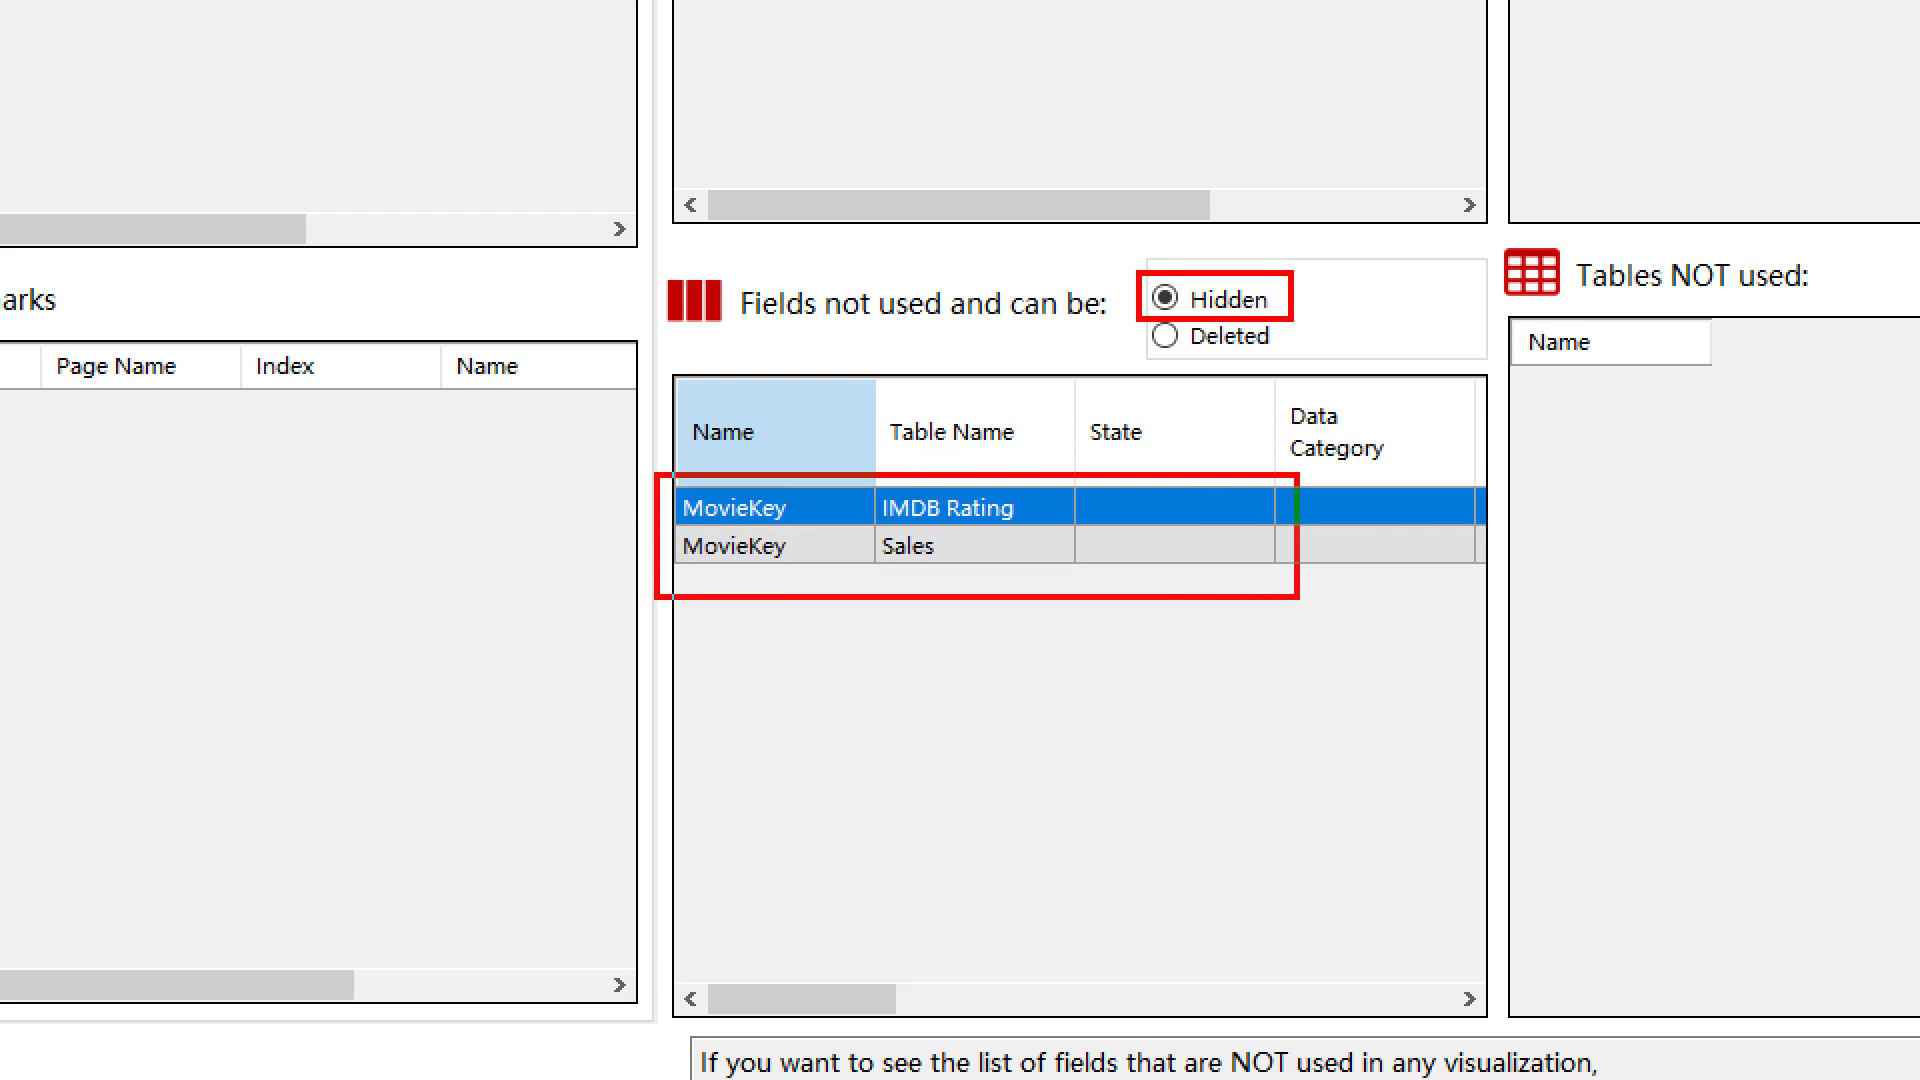 arks
Page Name Index Name
Fields not used and can be:
Hidden
Deleted
Name Table Name State Data Category
MovieKey IMDB Rating
MovieKey Sales
Tables NOT used:
Name
If you want to see the list of fields that are NOT used in any visualization,